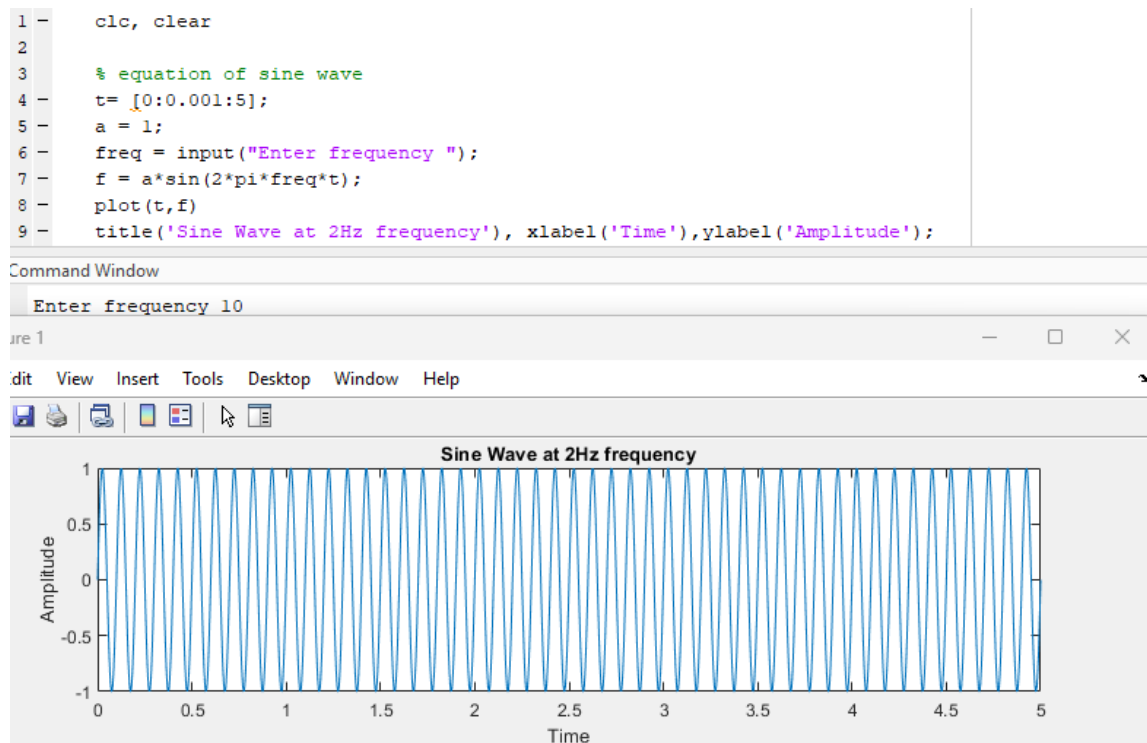 1 - clc, clear
2
3 % equation of sine wave
4 - t= [0:0.001:5];
5 - a = 1;
6 - freq = input("Enter frequency ");
7 - f = a*sin(2*pi*freq*t);
8 - plot(t,f)
9 - title('Sine Wave at 2Hz frequency'), xlabel('Time'),ylabel('Amplitude');
Command Window
Enter frequency 10
ure 1
dit View Insert Tools Desktop Window Help
Sine Wave at 2Hz frequency
1
0.5
0
-0.5
-1
Amplitude
0 0.5 1 1.5 2 2.5 3 3.5 4 4.5 5
Time